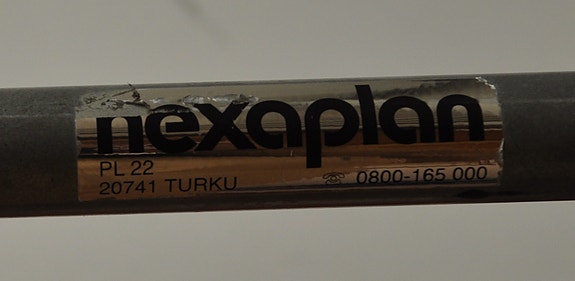 nexaplan
PL 22
20741 TURKU ☏ 0800-165 000